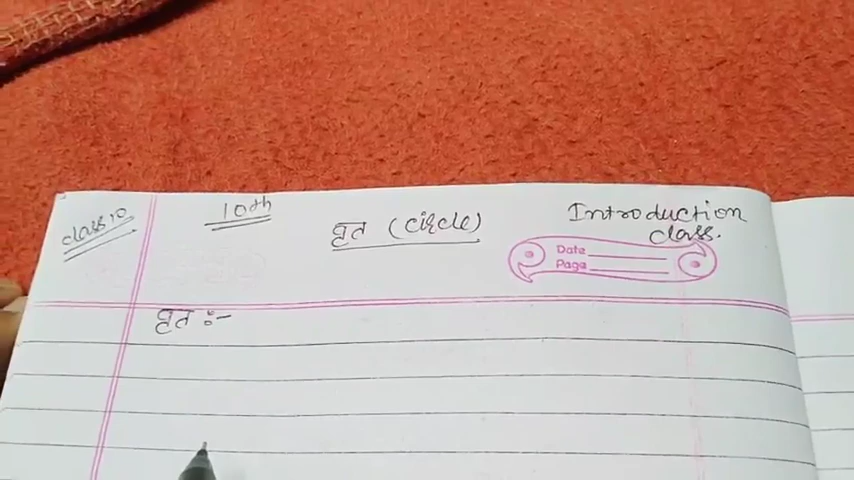 class 10
10th
वृत (circle)
Introduction
class.
Date
Page
वृत :-